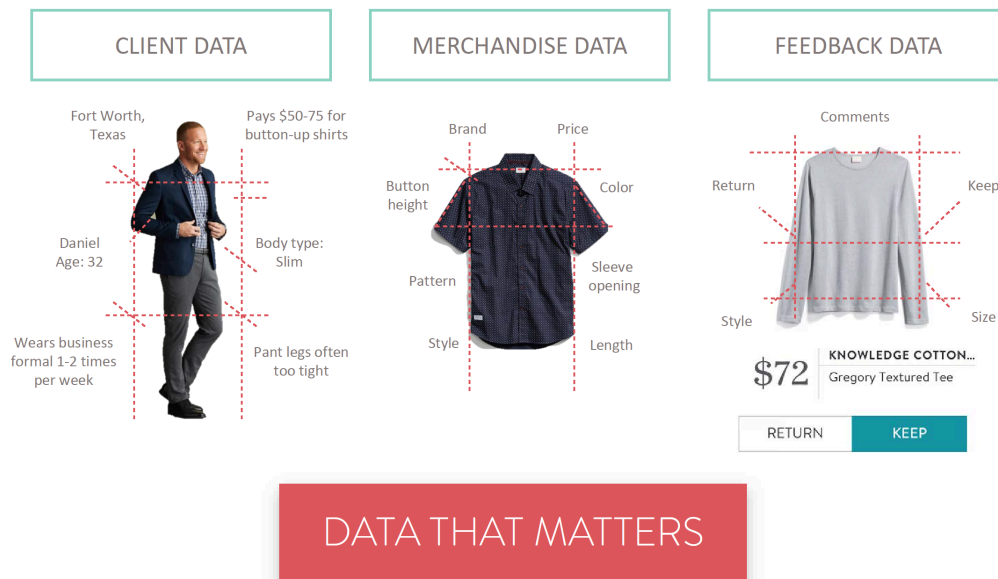 CLIENT DATA
Fort Worth,
Texas
Pays $50-75 for
button-up shirts
Daniel
Age: 32
Body type:
Slim
Wears business
formal 1-2 times
per week
Pant legs often
too tight
MERCHANDISE DATA
Brand
Price
Button
height
Color
Pattern
Sleeve
opening
Style
Length
FEEDBACK DATA
Comments
Return
Keep
Style
Size
$72
KNOWLEDGE COTTON...
Gregory Textured Tee
RETURN
KEEP
DATA THAT MATTERS